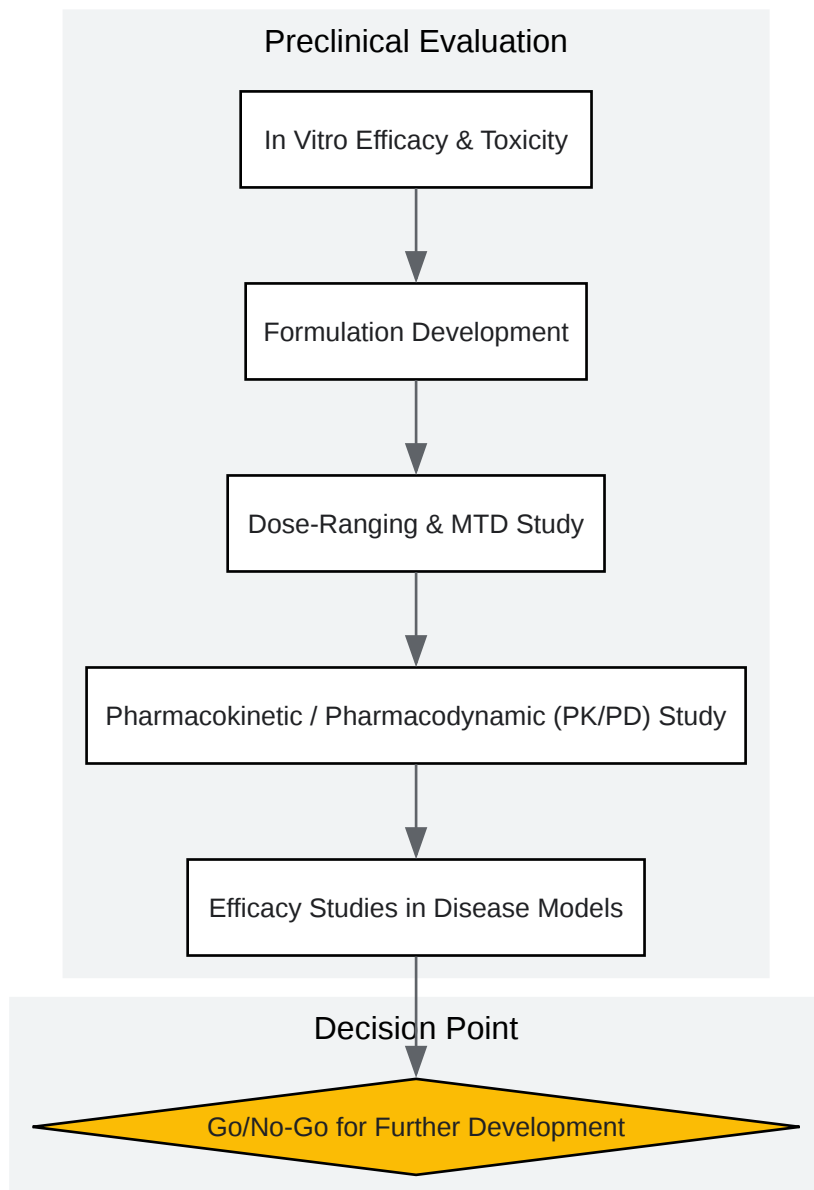 Preclinical Evaluation
In Vitro Efficacy & Toxicity
Formulation Development
Dose-Ranging & MTD Study
Pharmacokinetic / Pharmacodynamic (PK/PD) Study
Efficacy Studies in Disease Models
Decision Point
Go/No-Go for Further Development